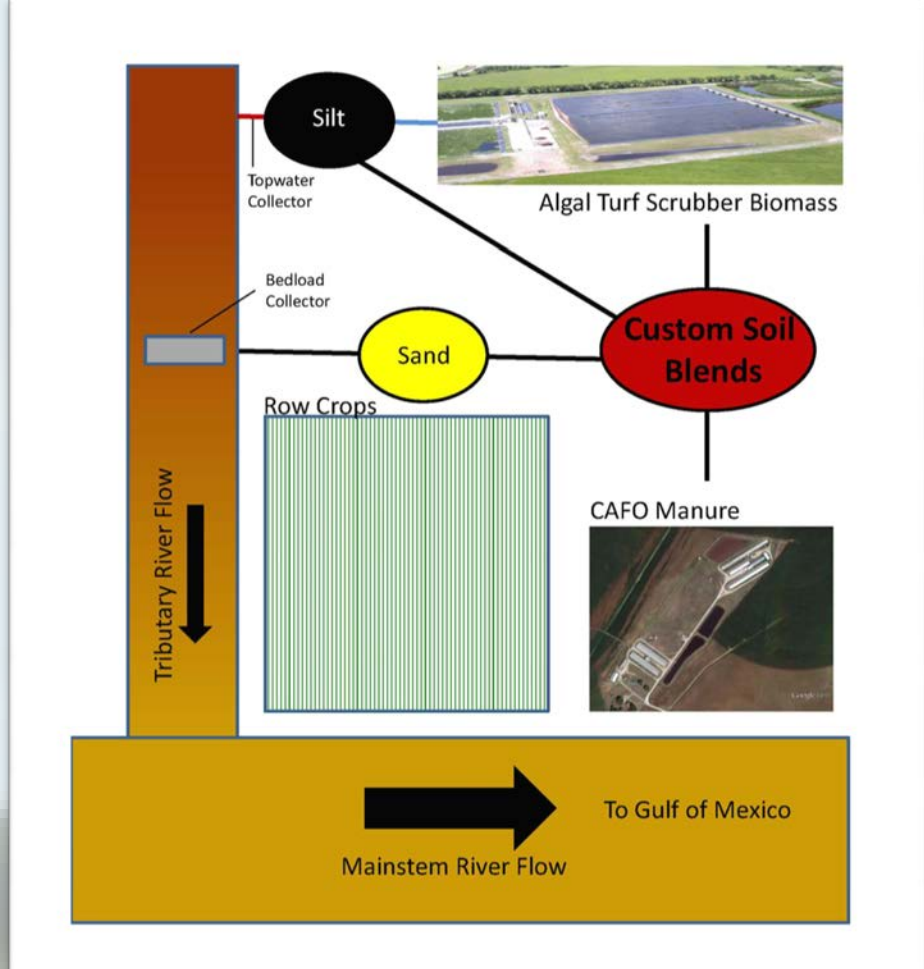 Silt
Topwater
Collector
Algal Turf Scrubber Biomass
Bedload
Collector
Custom Soil
Blends
Sand
Row Crops
Tributary River Flow
CAFO Manure
Google
To Gulf of Mexico
Mainstem River Flow